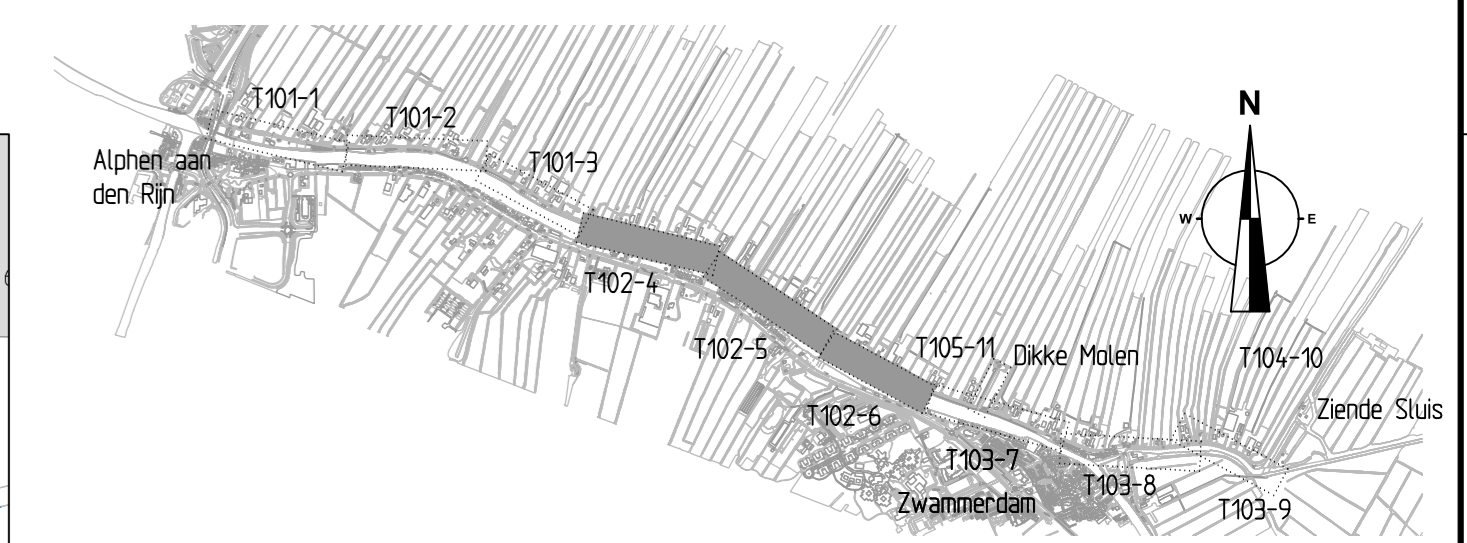 T101-1
T101-2
T101-3
Alphen aan
den Rijn
N
W
E
T102-4
T102-5
T105-11
Dikke Molen
T104-10
Ziende Sluis
T102-6
T103-7
T103-8
Zwammerdam
T103-9